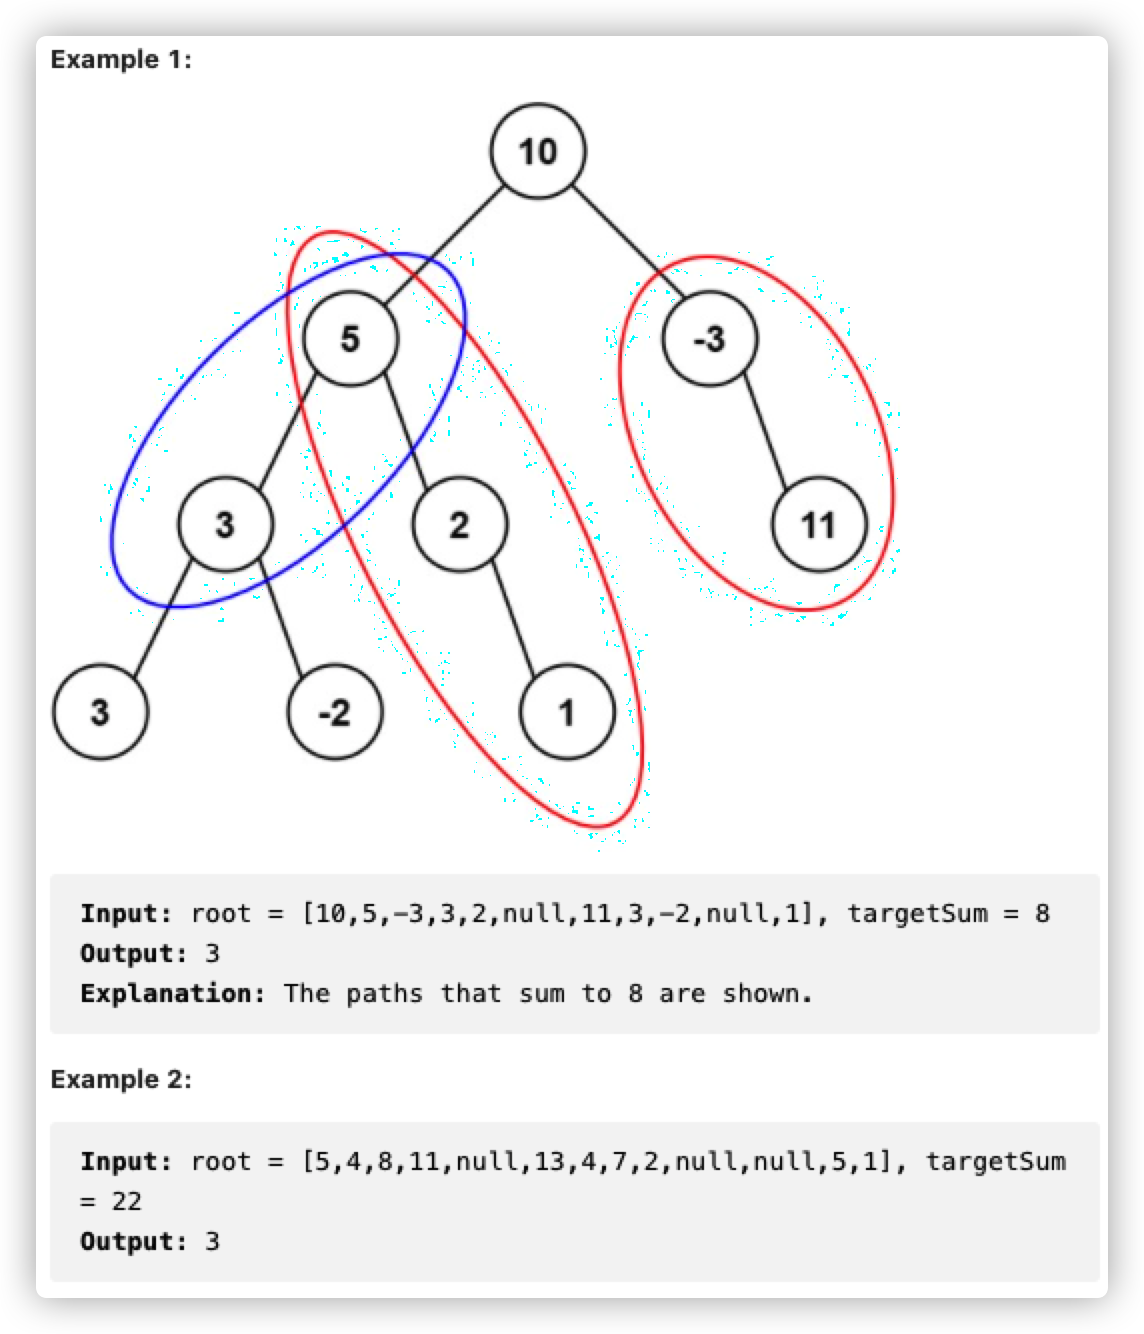 Example 1:
10
5
-3
3
2
11
3
-2
1
Input: root = [10,5,−3,3,2,null,11,3,−2,null,1], targetSum = 8
Output: 3
Explanation: The paths that sum to 8 are shown.
Example 2:
Input: root = [5,4,8,11,null,13,4,7,2,null,null,5,1], targetSum
= 22
Output: 3